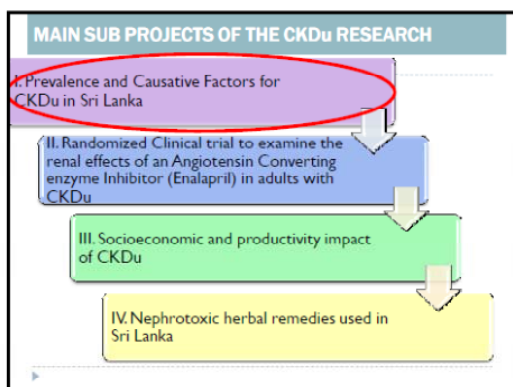 MAIN SUB PROJECTS OF THE CKDu RESEARCH
I. Prevalence and Causative Factors for
CKDu in Sri Lanka
II. Randomized Clinical trial to examine the
renal effects of an Angiotensin Converting
enzyme Inhibitor (Enalapril) in adults with
CKDu
III. Socioeconomic and productivity impact
of CKDu
IV. Nephrotoxic herbal remedies used in
Sri Lanka